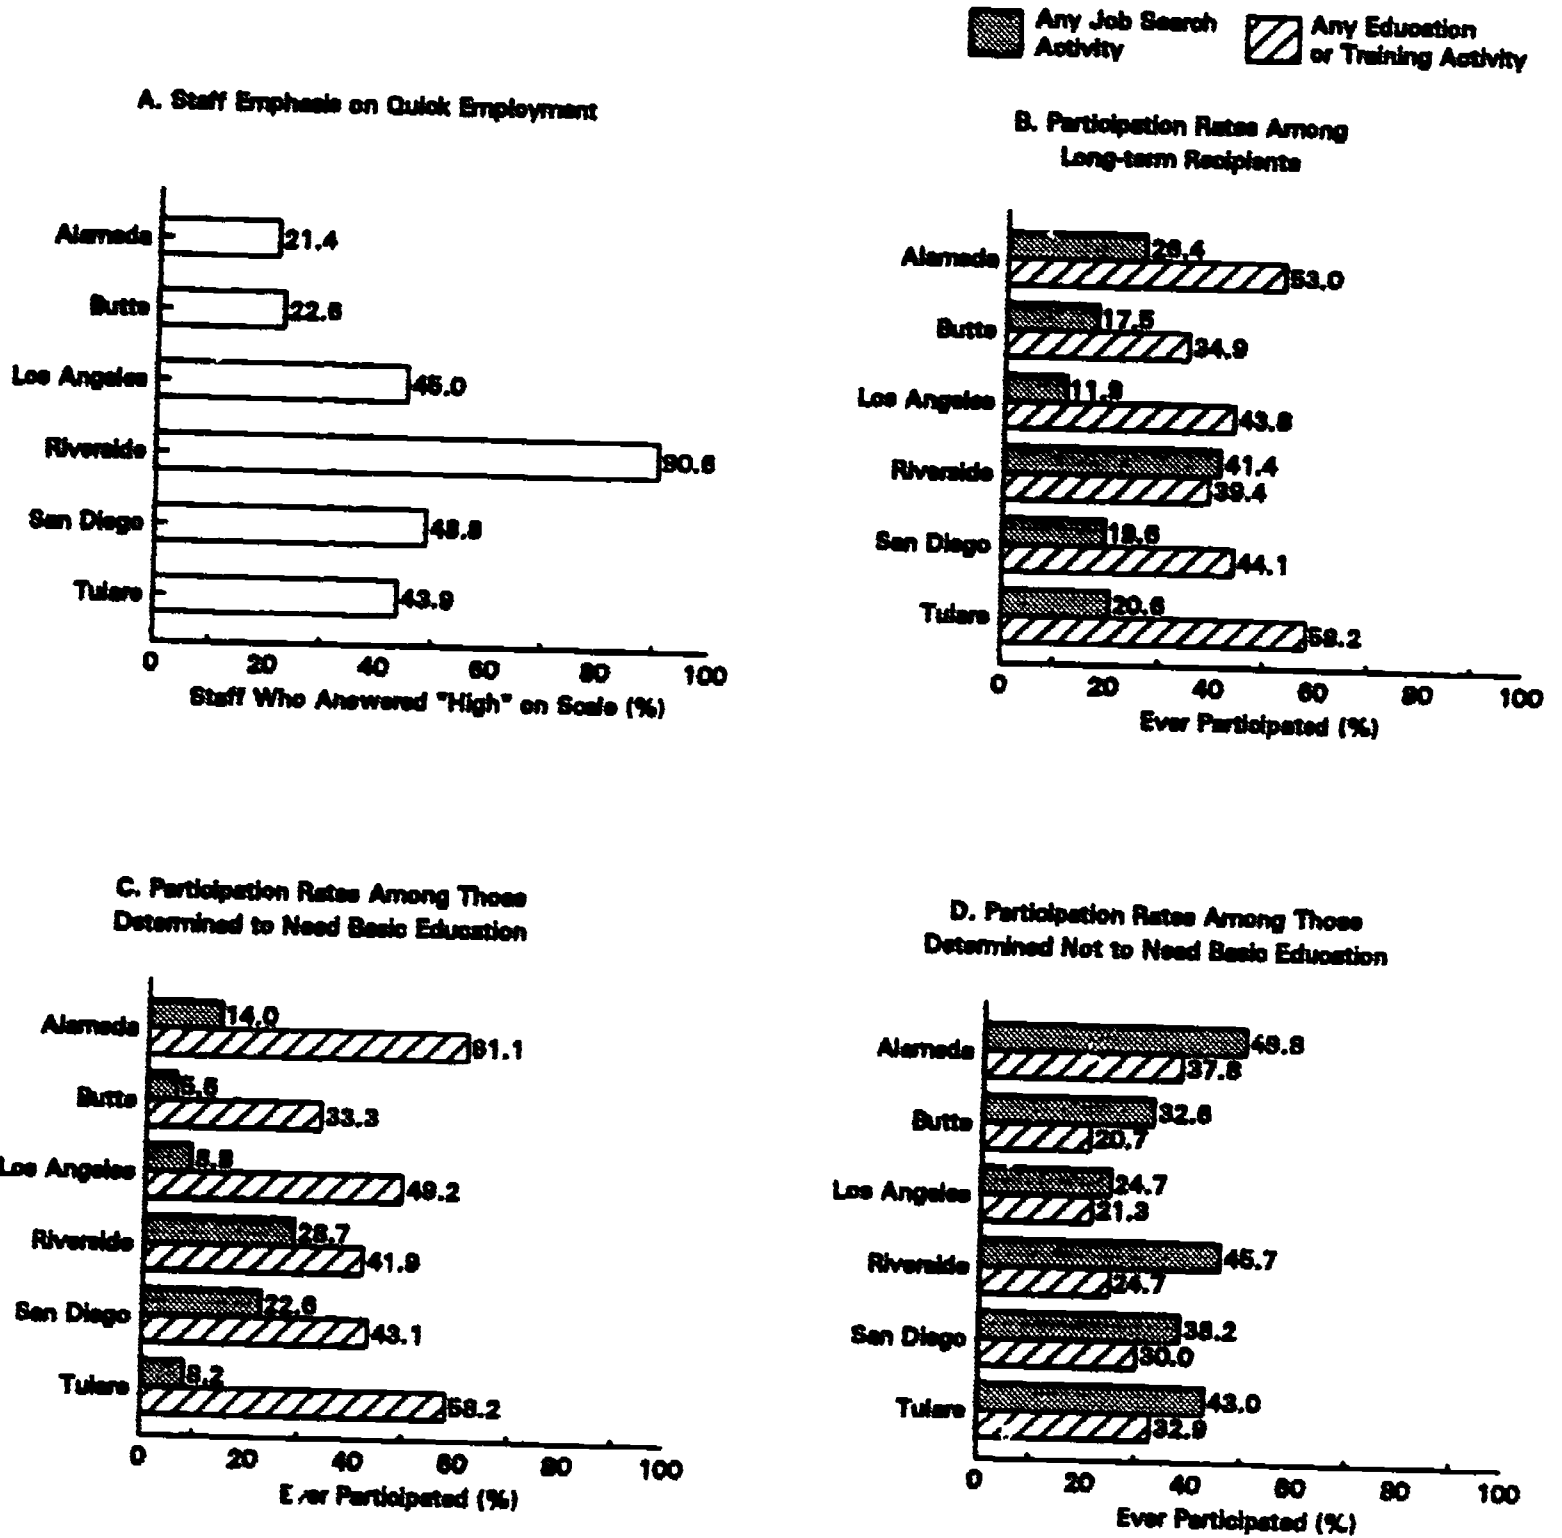 Any Job Search
Activity
Any Education
or Training Activity
A. Staff Emphasis on Quick Employment
Alameda
21.4
Butte
22.6
Los Angeles
45.0
Riverside
90.6
San Diego
48.8
Tulare
43.9
0 20 40 60 80 100
Staff Who Answered "High" on Scale (%)
B. Participation Rates Among
Long-term Recipients
Alameda
26.4
53.0
Butte
17.5
34.9
Los Angeles
43.8
Riverside
41.4
39.4
San Diego
19.6
44.1
Tulare
20.6
58.2
0 20 40 60 80 100
Ever Participated (%)
C. Participation Rates Among Those
Determined to Need Basic Education
Alameda
14.0
61.1
Butte
33.3
Los Angeles
49.2
Riverside
28.7
41.9
San Diego
22.6
43.1
Tulare
8.2
58.2
0 20 40 60 80 100
Ever Participated (%)
D. Participation Rates Among Those
Determined Not to Need Basic Education
Alameda
49.8
37.8
Butte
32.6
20.7
Los Angeles
24.7
21.3
Riverside
45.7
24.7
San Diego
38.2
30.0
Tulare
43.0
32.9
0 20 40 60 80 100
Ever Participated (%)